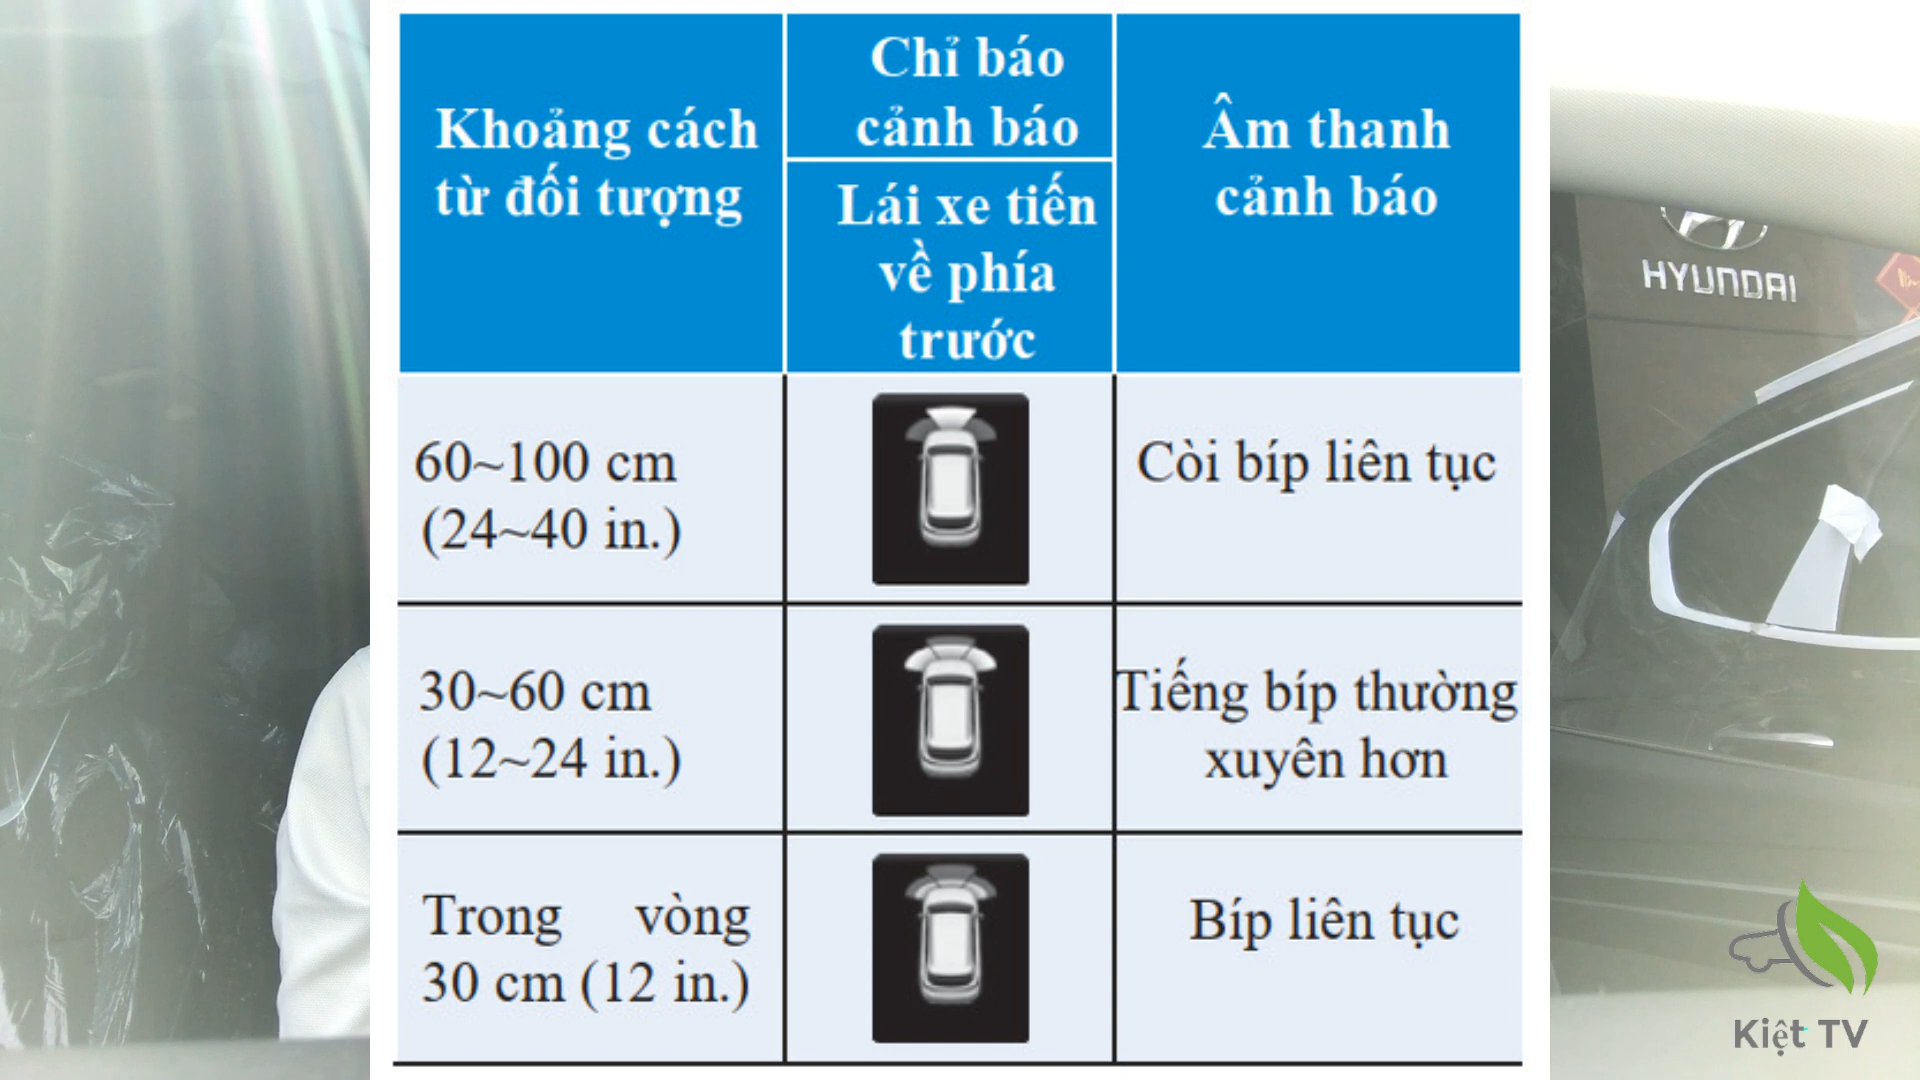 Khoảng cách
từ đối tượng
Chỉ báo
cảnh báo
Lái xe tiến
về phía
trước
Âm thanh
cảnh báo
60~100 cm
(24~40 in.)
Còi bíp liên tục
30~60 cm
(12~24 in.)
Tiếng bíp thường
xuyên hơn
Trong vòng
30 cm (12 in.)
Bíp liên tục
HYUNDAI
Kiệt TV